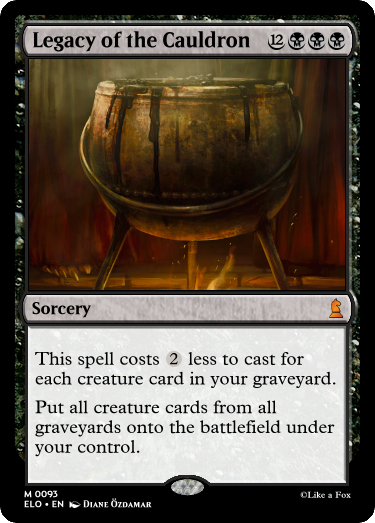 Legacy of the Cauldron 12
Sorcery
This spell costs 2 less to cast for
each creature card in your graveyard.
Put all creature cards from all
graveyards onto the battlefield under
your control.
M 0093
ELO • EN Diane Özdamar
©Like a Fox